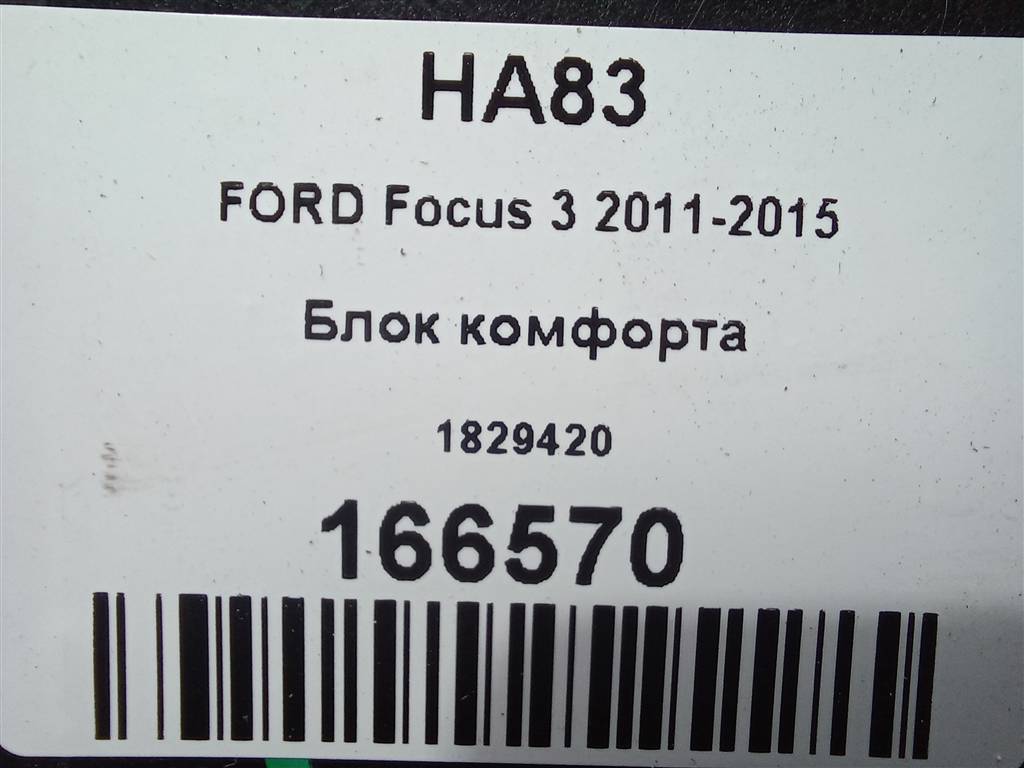 HA83
FORD Focus 3 2011-2015
Блок комфорта
1829420
166570